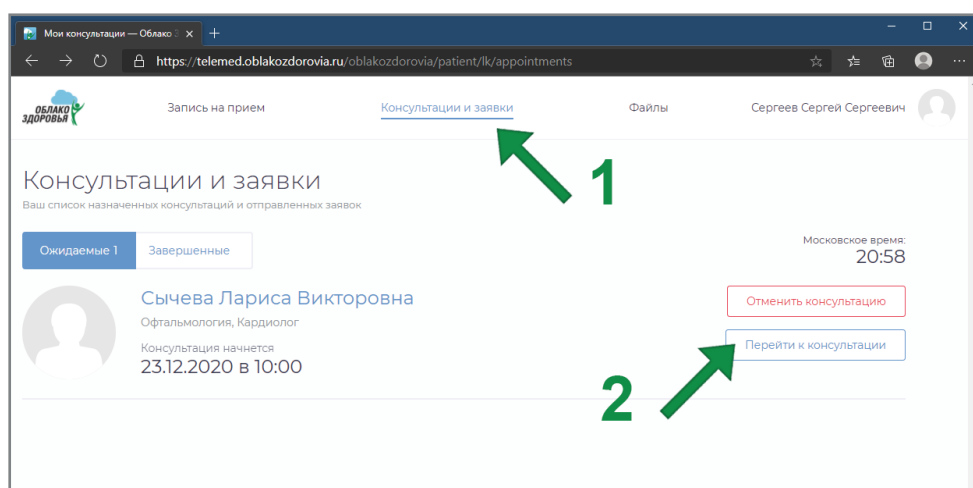 Мои консультации — Облако З
https://telemed.oblakozdorovia.ru/oblakozdorovia/patient/lk/appointments
ОБЛАКО
ЗДОРОВЬЯ
Запись на прием
Консультации и заявки
Файлы
Сергеев Сергей Сергеевич
1
Консультации и заявки
Ваш список назначенных консультаций и отправленных заявок
Ожидаемые 1
Завершенные
Московское время:
20:58
Сычева Лариса Викторовна
Офтальмология, Кардиолог
Консультация начнется
23.12.2020 в 10:00
Отменить консультацию
Перейти к консультации
2